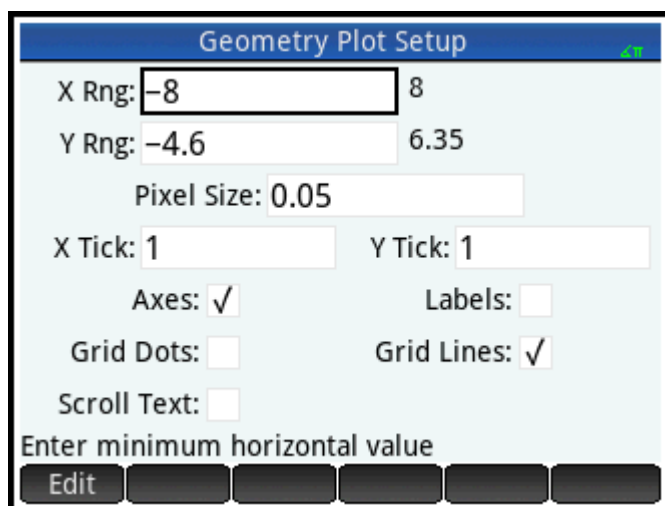 Geometry Plot Setup
∡π
X Rng: −8 8
Y Rng: −4.6 6.35
Pixel Size: 0.05
X Tick: 1 Y Tick: 1
Axes: ✓ Labels:
Grid Dots: Grid Lines: ✓
Scroll Text:
Enter minimum horizontal value
Edit